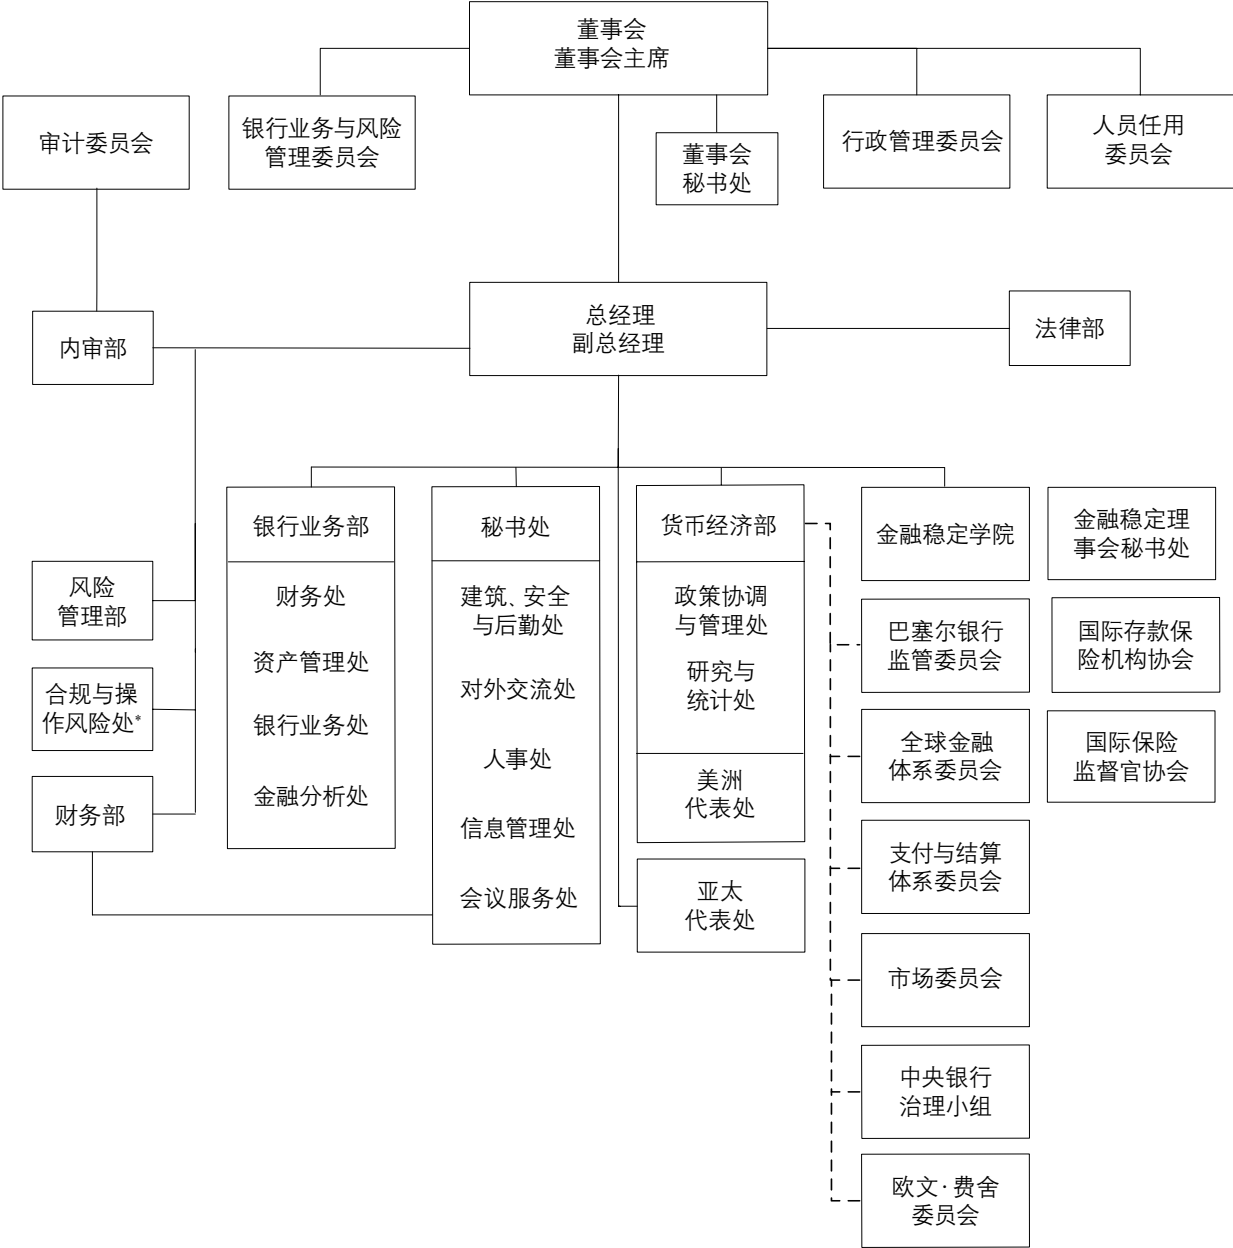 董事会
董事会主席
审计委员会
银行业务与风险
管理委员会
董事会
秘书处
行政管理委员会
人员任用
委员会
总经理
副总经理
内审部
法律部
风险
管理部
合规与操
作风险处*
财务部
银行业务部
财务处
资产管理处
银行业务处
金融分析处
秘书处
建筑、安全
与后勤处
对外交流处
人事处
信息管理处
会议服务处
货币经济部
政策协调
与管理处
研究与
统计处
美洲
代表处
亚太
代表处
金融稳定学院
巴塞尔银行
监管委员会
全球金融
体系委员会
支付与结算
体系委员会
市场委员会
中央银行
治理小组
欧文·费舍
委员会
金融稳定理
事会秘书处
国际存款保
险机构协会
国际保险
监督官协会